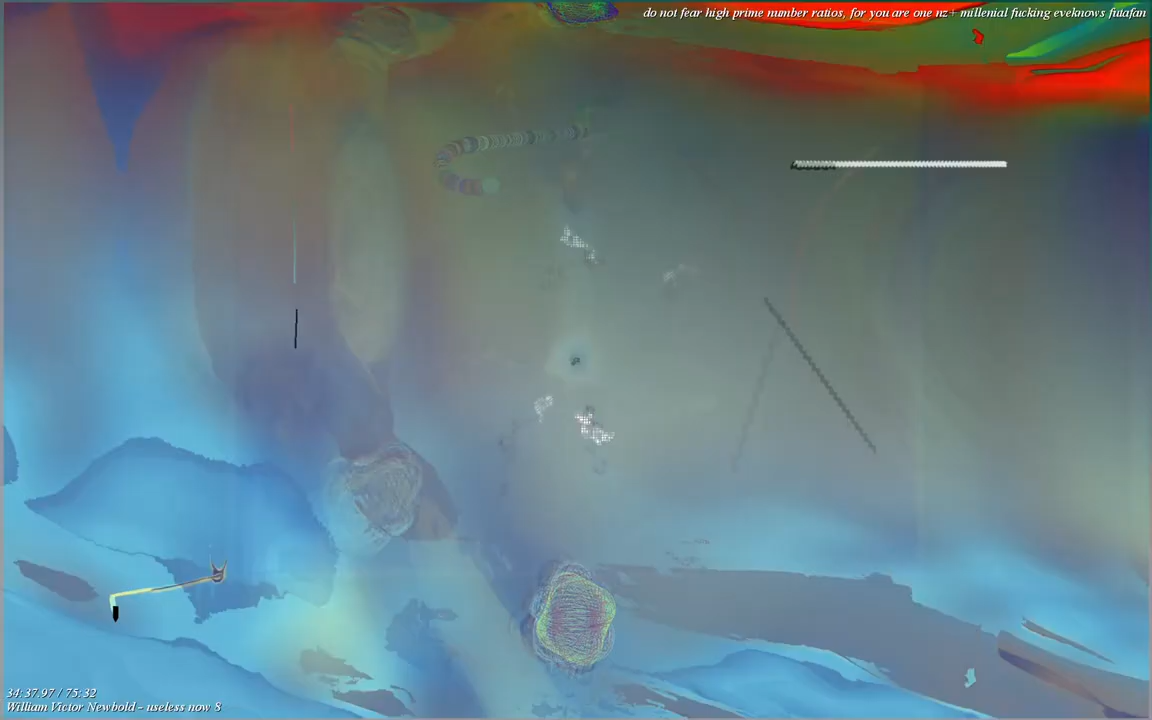 do not fear high prime number ratios, for you are one nz+ millenial fucking eveknows fuiafan
34:37.97 / 75:32
William Victor Newbold - useless now 8